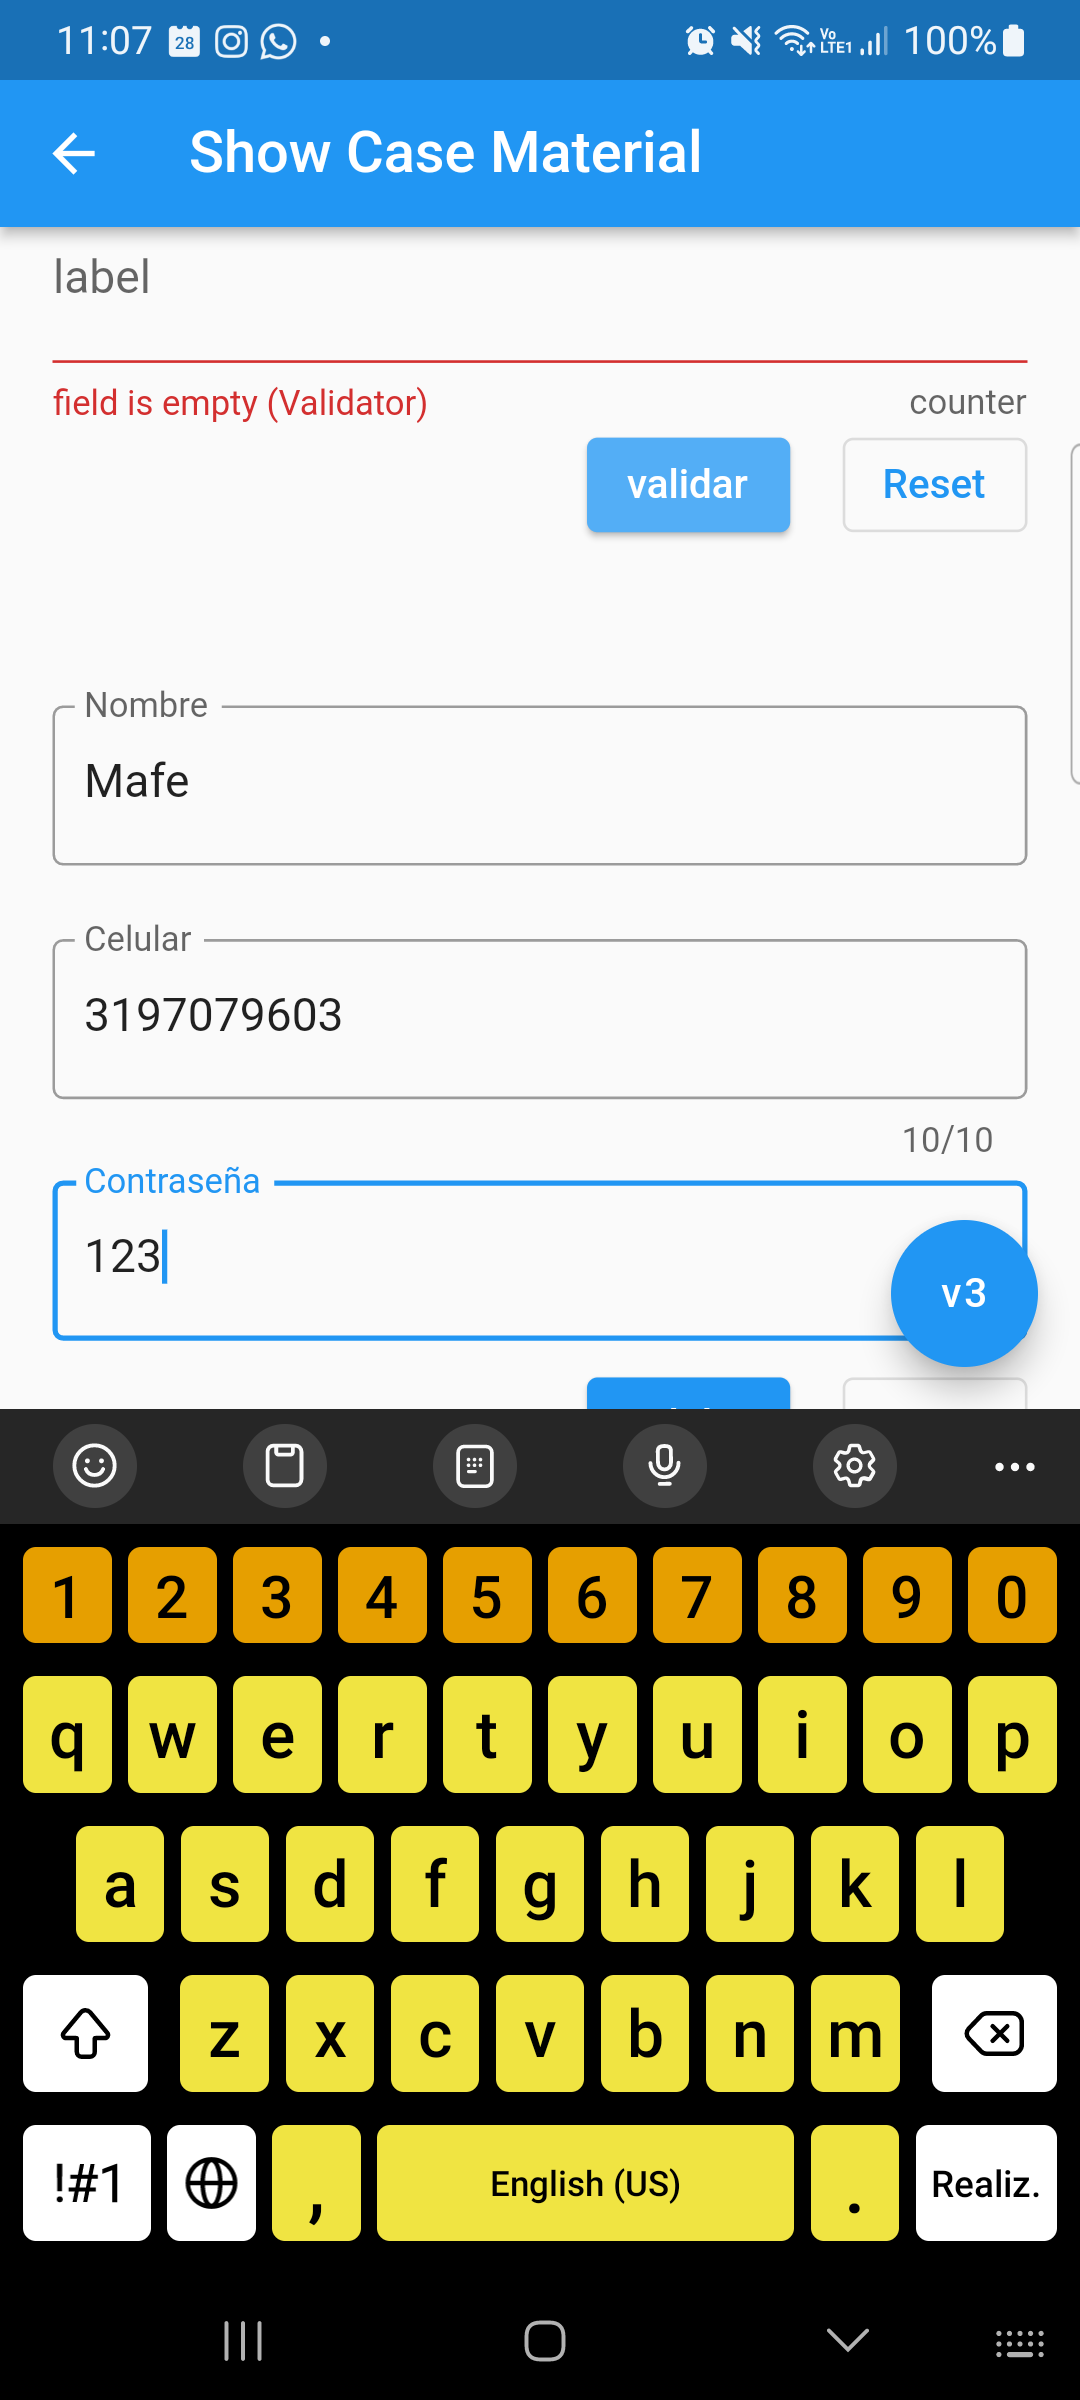 11:07 28 Vo LTE1 100%
Show Case Material
label
field is empty (Validator) counter
validar Reset
Nombre
Mafe
Celular
3197079603
10/10
Contraseña
123
v3
1 2 3 4 5 6 7 8 9 0
q w e r t y u i o p
a s d f g h j k l
z x c v b n m
!#1 , English (US) . Realiz.